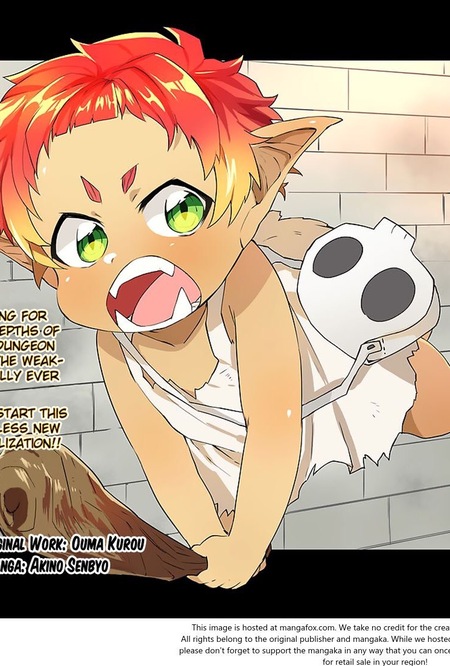 NG FOR
EPTHS OF
DUNGEON
THE WEAK-
LLY EVER
START THIS
LESS NEW
LIZATION!!
GINAL WORK: OUMA KUROU
NGA: AKINO SENBYO
This image is hosted at mangafox.com. We take no credit for the crea
All rights belong to the original publisher and mangaka. While we hosted
please don't forget to support the mangaka in any way that you can once
for retail sale in your region!